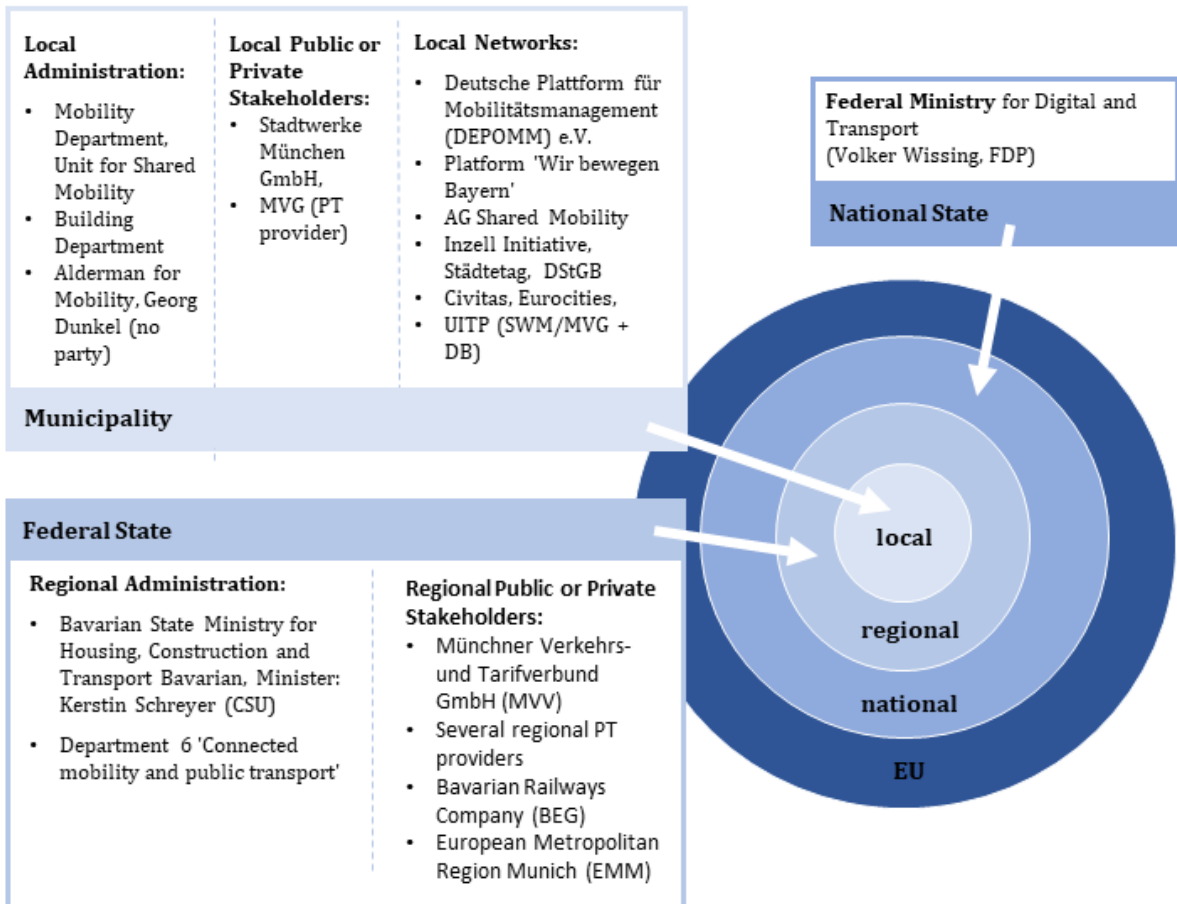 Local
Administration:
• Mobility
Department,
Unit for Shared
Mobility
• Building
Department
• Alderman for
Mobility, Georg
Dunkel (no
party)
Local Public or
Private
Stakeholders:
• Stadtwerke
München
GmbH,
• MVG (PT
provider)
Local Networks:
• Deutsche Plattform für
Mobilitätsmanagement
(DEPOMM) e.V.
• Platform 'Wir bewegen
Bayern'
• AG Shared Mobility
• Inzell Initiative,
Städtetag, DStGB
• Civitas, Eurocities,
• UITP (SWM/MVG +
DB)
Municipality
Federal Ministry for Digital and
Transport
(Volker Wissing, FDP)
National State
Federal State
Regional Administration:
• Bavarian State Ministry for
Housing, Construction and
Transport Bavarian, Minister:
Kerstin Schreyer (CSU)
• Department 6 'Connected
mobility and public transport'
Regional Public or Private
Stakeholders:
• Münchner Verkehrs-
und Tarifverbund
GmbH (MVV)
• Several regional PT
providers
• Bavarian Railways
Company (BEG)
• European Metropolitan
Region Munich (EMM)
local
regional
national
EU